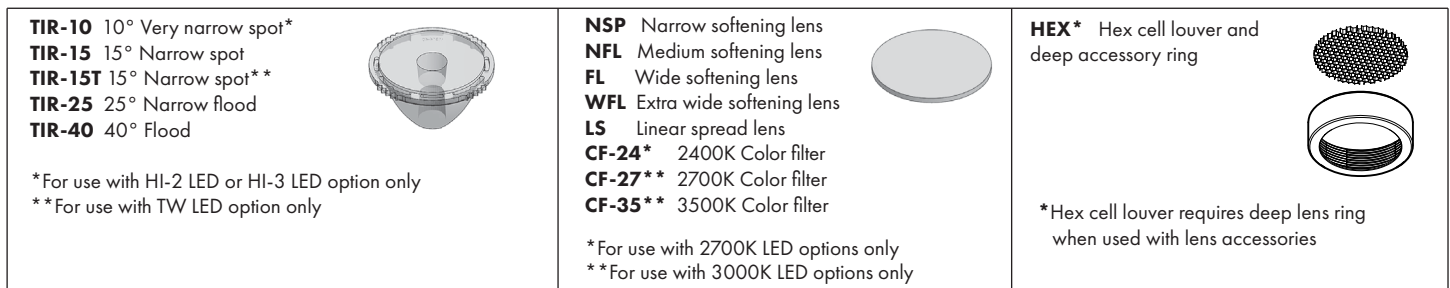 TIR-10 10° Very narrow spot*
TIR-15 15° Narrow spot
TIR-15T 15° Narrow spot**
TIR-25 25° Narrow flood
TIR-40 40° Flood
*For use with HI-2 LED or HI-3 LED option only
**For use with TW LED option only
NSP Narrow softening lens
NFL Medium softening lens
FL Wide softening lens
WFL Extra wide softening lens
LS Linear spread lens
CF-24* 2400K Color filter
CF-27** 2700K Color filter
CF-35** 3500K Color filter
*For use with 2700K LED options only
**For use with 3000K LED options only
HEX* Hex cell louver and
deep accessory ring
*Hex cell louver requires deep lens ring
when used with lens accessories